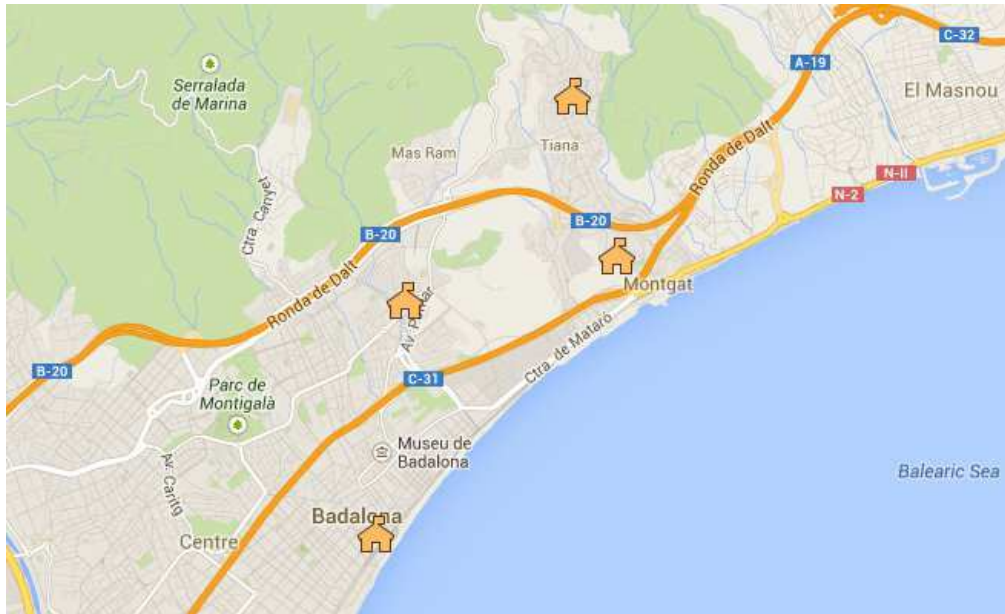 C-32
A-19
El Masnou
Serralada
de Marina
Tiana
Mas Ram
Ronda de Dalt
N-II
N-2
Ctra. Canyet
B-20
B-20
Ronda de Dalt
Montgat
Av.
Ctra. de Mataró
B-20
C-31
Parc de
Montigalà
Museu de
Badalona
Av. Caritg
Balearic Sea
Badalona
Centre